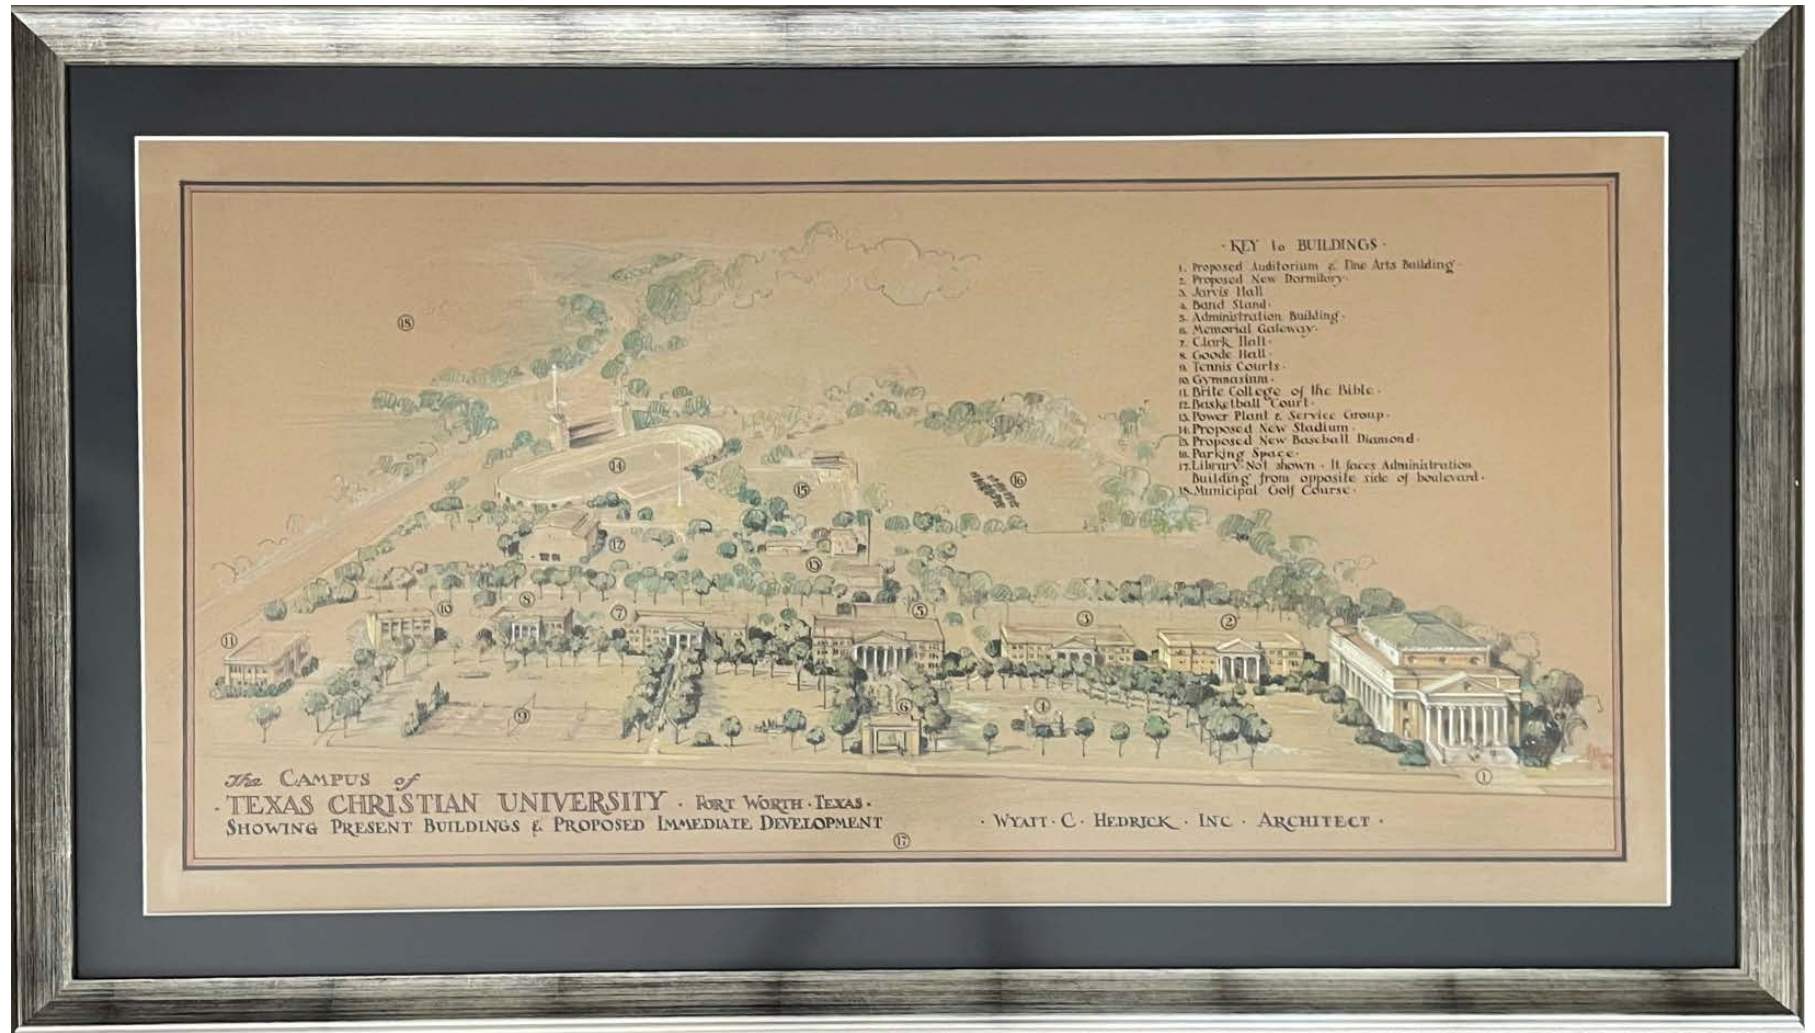 · KEY to BUILDINGS ·
1. Proposed Auditorium & Fine Arts Building ·
2. Proposed New Dormitory ·
3. Jarvis Hall
4. Band Stand ·
5. Administration Building ·
6. Memorial Gateway ·
7. Clark Hall ·
8. Goode Hall ·
9. Tennis Courts ·
10. Gymnasium ·
11. Brite College of the Bible ·
12. Basketball Court ·
13. Power Plant & Service Group ·
14. Proposed New Stadium ·
15. Proposed New Baseball Diamond ·
16. Parking Space ·
17. Library · Not shown · It faces Administration
Building from opposite side of boulevard ·
18. Municipal Golf Course ·
18
14
15
16
12
13
11
10
8
7
5
3
2
9
6
4
1
The CAMPUS of
· TEXAS CHRISTIAN UNIVERSITY · FORT WORTH · TEXAS ·
SHOWING PRESENT BUILDINGS & PROPOSED IMMEDIATE DEVELOPMENT
· WYATT · C · HEDRICK · INC · ARCHITECT ·
17